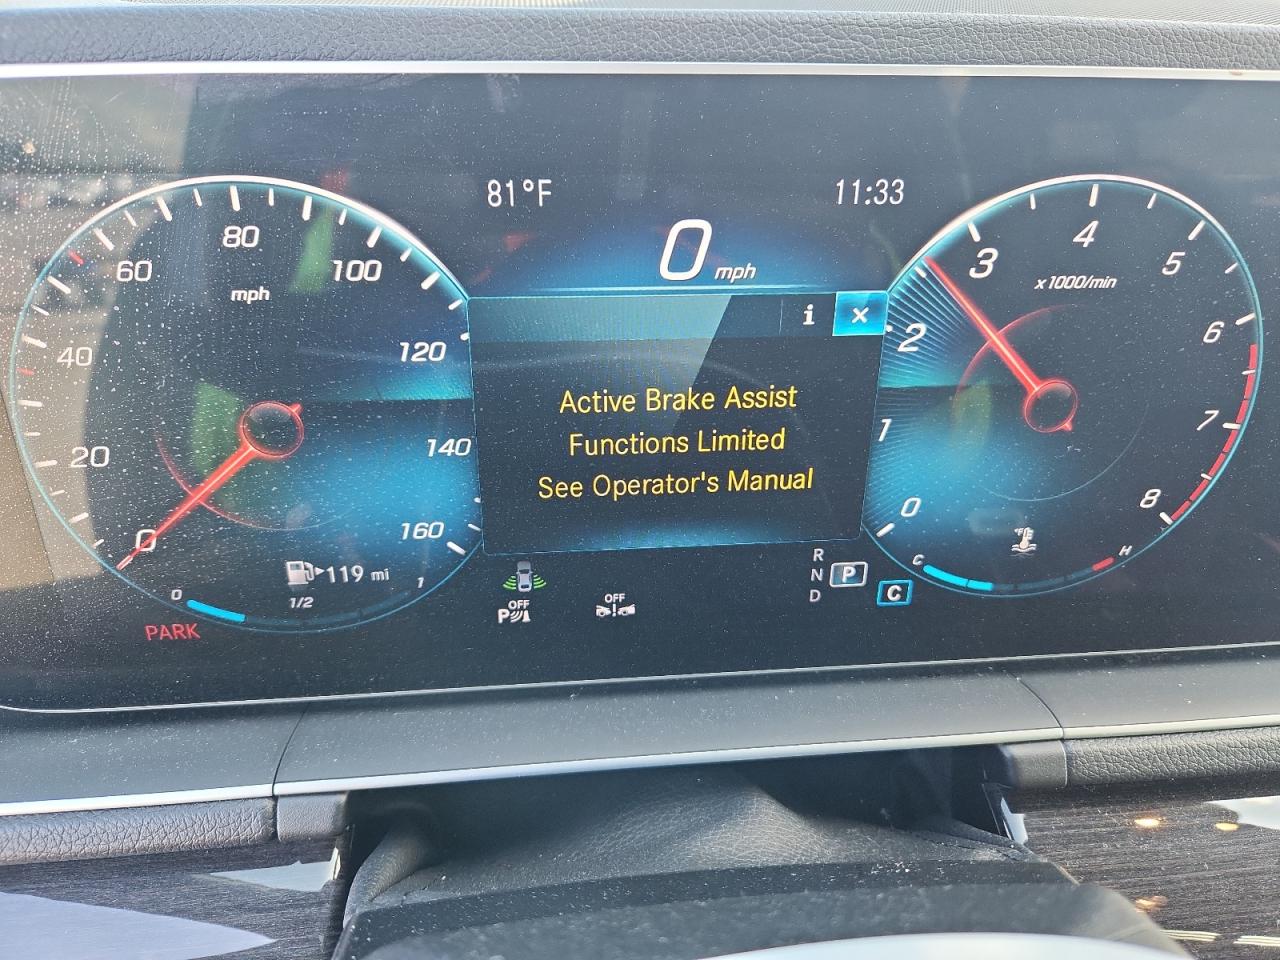 81°F
11:33
0 mph
0
20
40
60
80
100
120
140
160
mph
i ×
Active Brake Assist
Functions Limited
See Operator's Manual
0
1
2
3
4
5
6
7
8
x1000/min
119 mi
0 1/2 1
PARK
OFF
P
OFF
R
N P
D
C
°F
C H